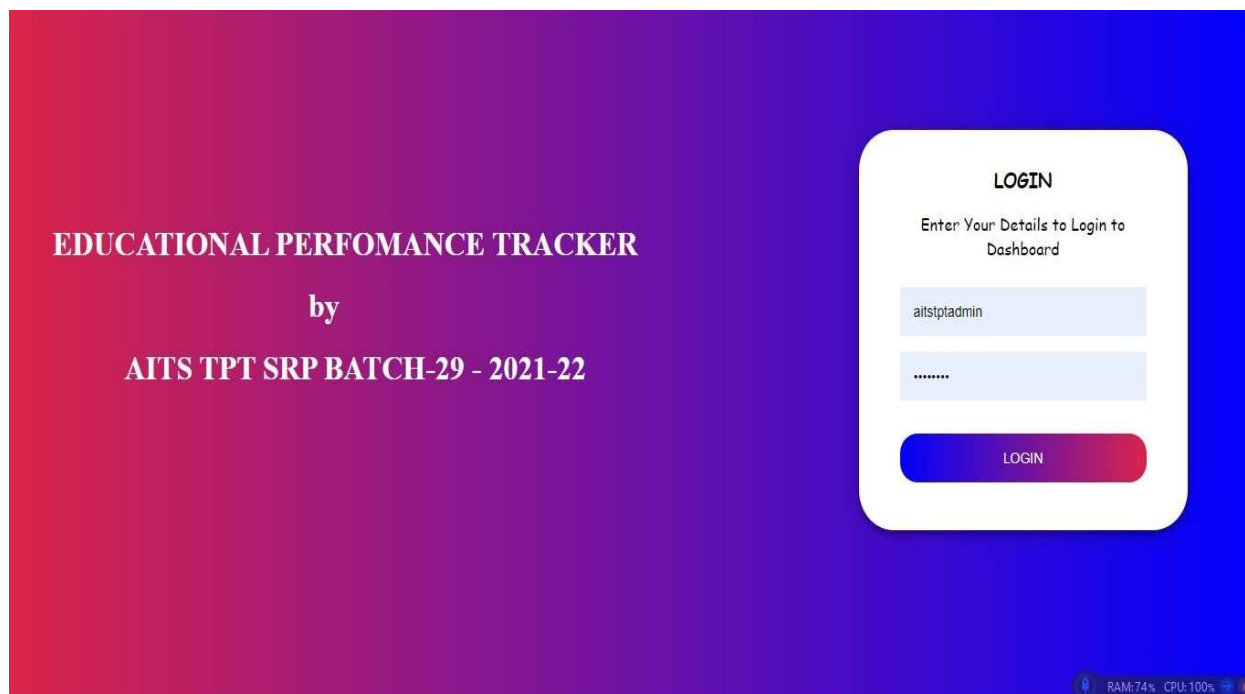 EDUCATIONAL PERFOMANCE TRACKER
by
AITS TPT SRP BATCH-29 - 2021-22
LOGIN
Enter Your Details to Login to
Dashboard
aitstptadmin
••••••••
LOGIN
RAM:74% CPU:100%